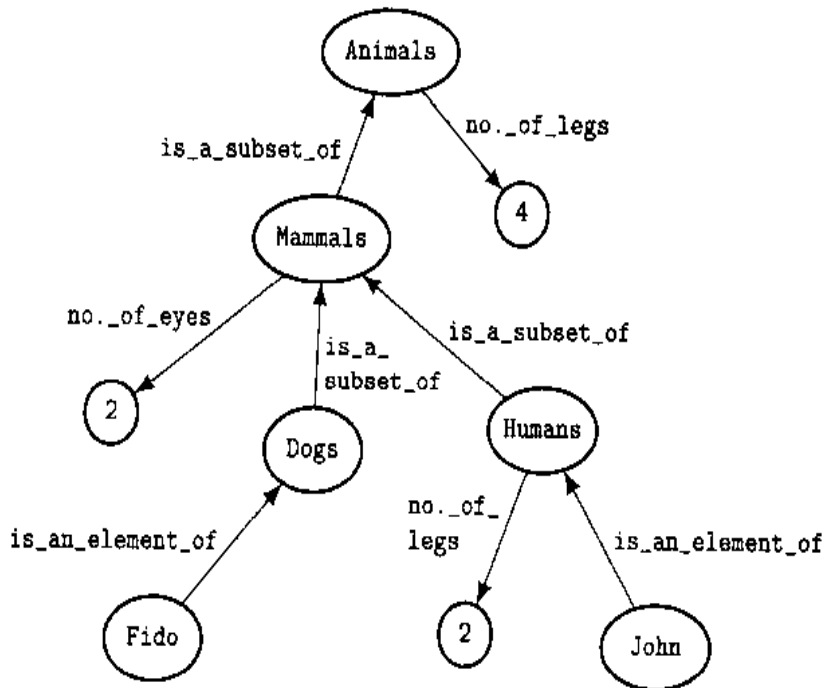 Animals
no._of_legs
is_a_subset_of
4
Mammals
no._of_eyes
is_a_subset_of
is_a_
subset_of
2
Dogs
Humans
no._of_
legs
is_an_element_of
is_an_element_of
Fido
2
John